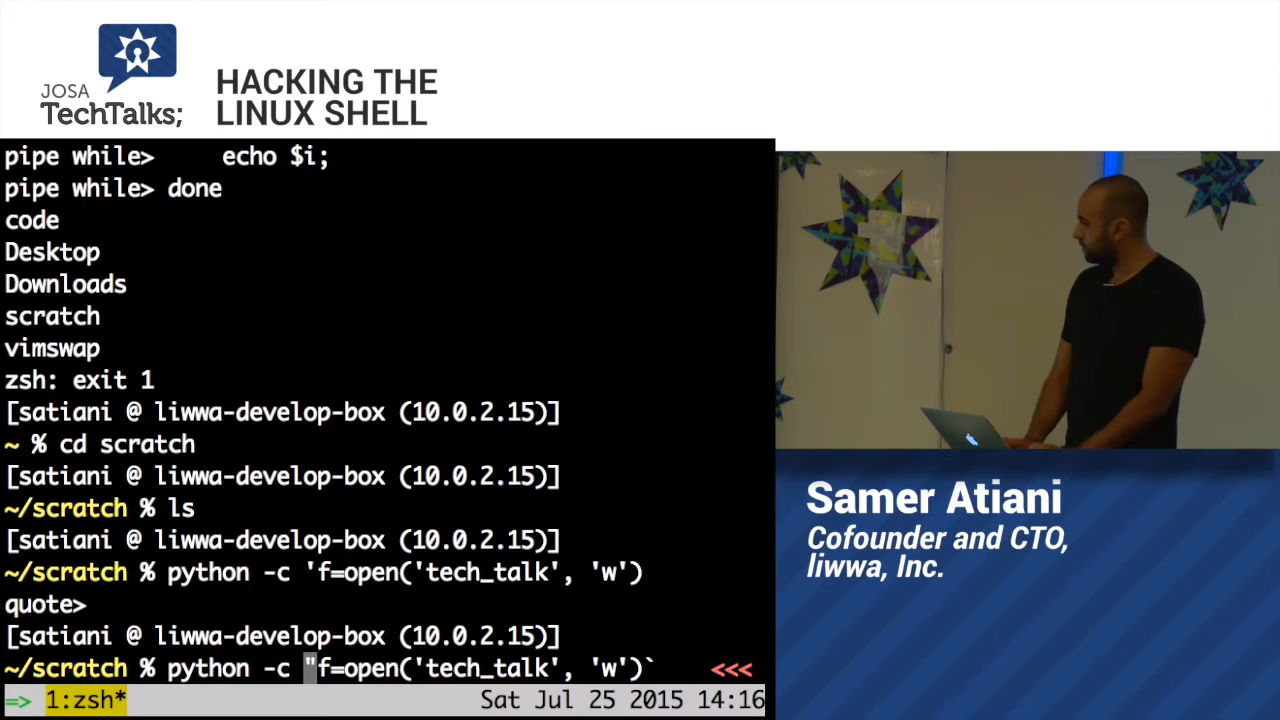 JOSA
TechTalks;
HACKING THE
LINUX SHELL
pipe while>     echo $i;
pipe while> done
code
Desktop
Downloads
scratch
vimswap
zsh: exit 1
[satiani @ liwwa-develop-box (10.0.2.15)]
~ % cd scratch
[satiani @ liwwa-develop-box (10.0.2.15)]
~/scratch % ls
[satiani @ liwwa-develop-box (10.0.2.15)]
~/scratch % python -c 'f=open('tech_talk', 'w')
quote>
[satiani @ liwwa-develop-box (10.0.2.15)]
~/scratch % python -c "f=open('tech_talk', 'w')` <<<
=> 1:zsh* Sat Jul 25 2015 14:16
Samer Atiani
Cofounder and CTO,
liwwa, Inc.